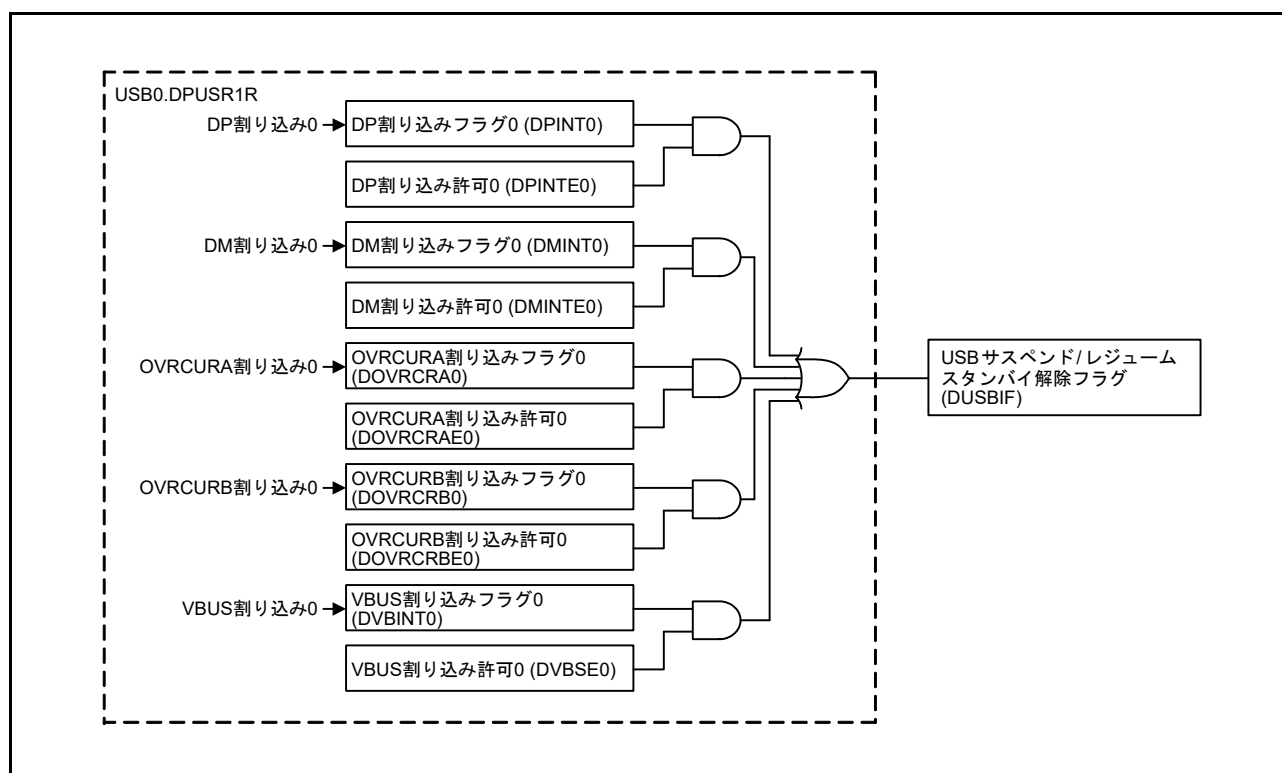 USB0.DPUSR1R
DP割り込み0
DP割り込みフラグ0 (DPINT0)
DP割り込み許可0 (DPINTE0)
DM割り込み0
DM割り込みフラグ0 (DMINT0)
DM割り込み許可0 (DMINTE0)
OVRCURA割り込み0
OVRCURA割り込みフラグ0
(DOVRCRA0)
OVRCURA割り込み許可0
(DOVRCRAE0)
OVRCURB割り込み0
OVRCURB割り込みフラグ0
(DOVRCRB0)
OVRCURB割り込み許可0
(DOVRCRBE0)
VBUS割り込み0
VBUS割り込みフラグ0
(DVBINT0)
VBUS割り込み許可0 (DVBSE0)
USBサスペンド/レジューム
スタンバイ解除フラグ
(DUSBIF)